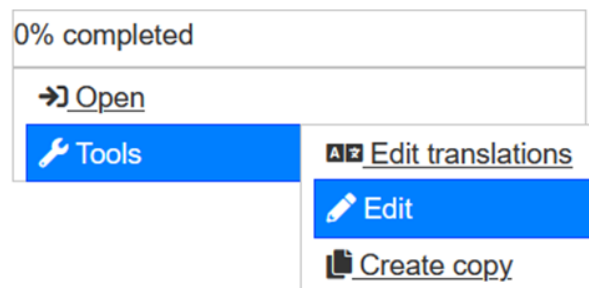 0% completed
Open
Tools
Edit translations
Edit
Create copy